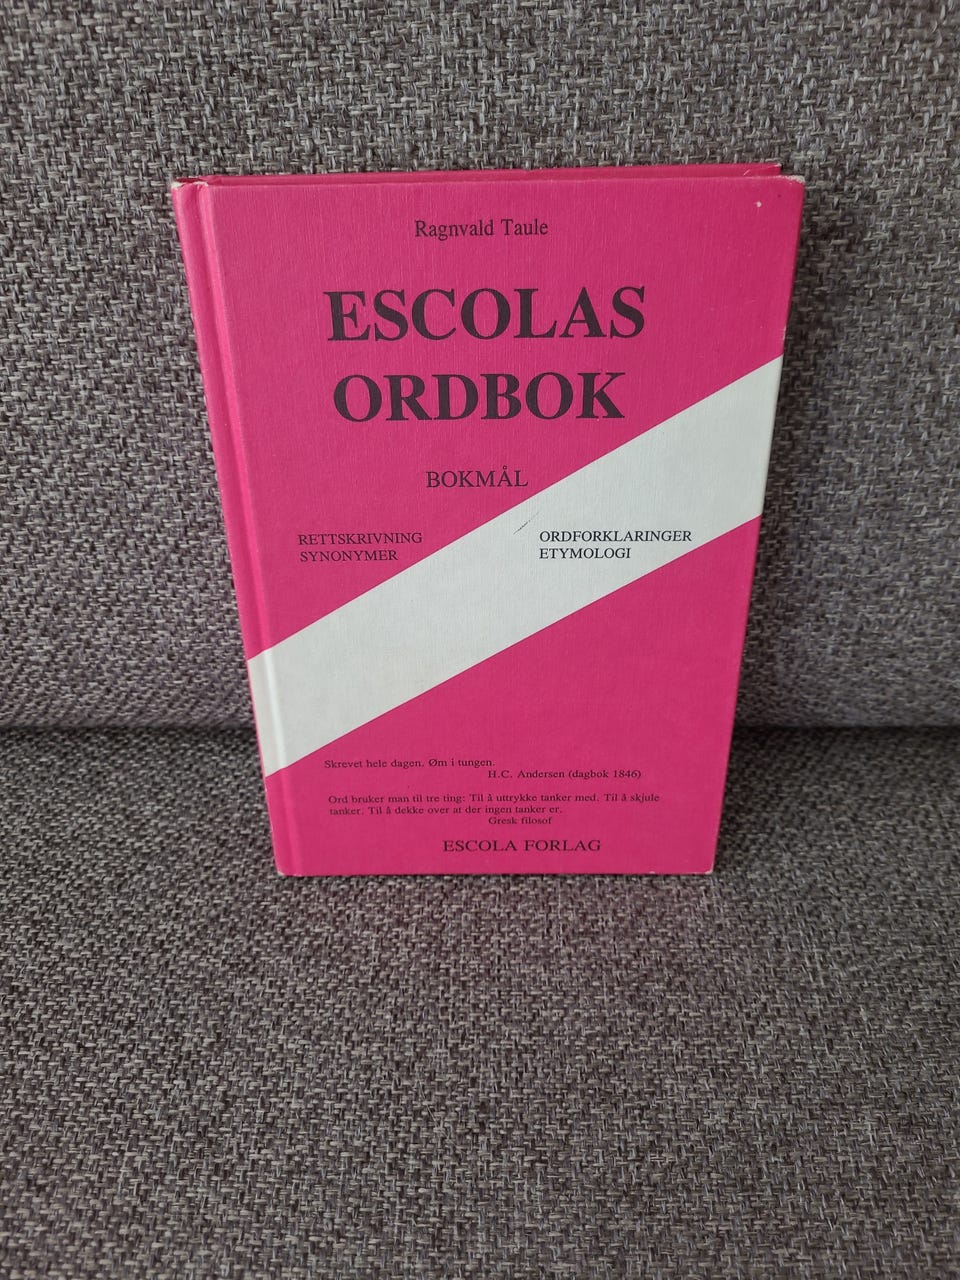 Ragnvald Taule
ESCOLAS
ORDBOK
BOKMÅL
RETTSKRIVNING
SYNONYMER
ORDFORKLARINGER
ETYMOLOGI
Skrevet hele dagen. Øm i tungen.
H.C. Andersen (dagbok 1846)
Ord bruker man til tre ting: Til å uttrykke tanker med. Til å skjule
tanker. Til å dekke over at der ingen tanker er.
Gresk filosof
ESCOLA FORLAG